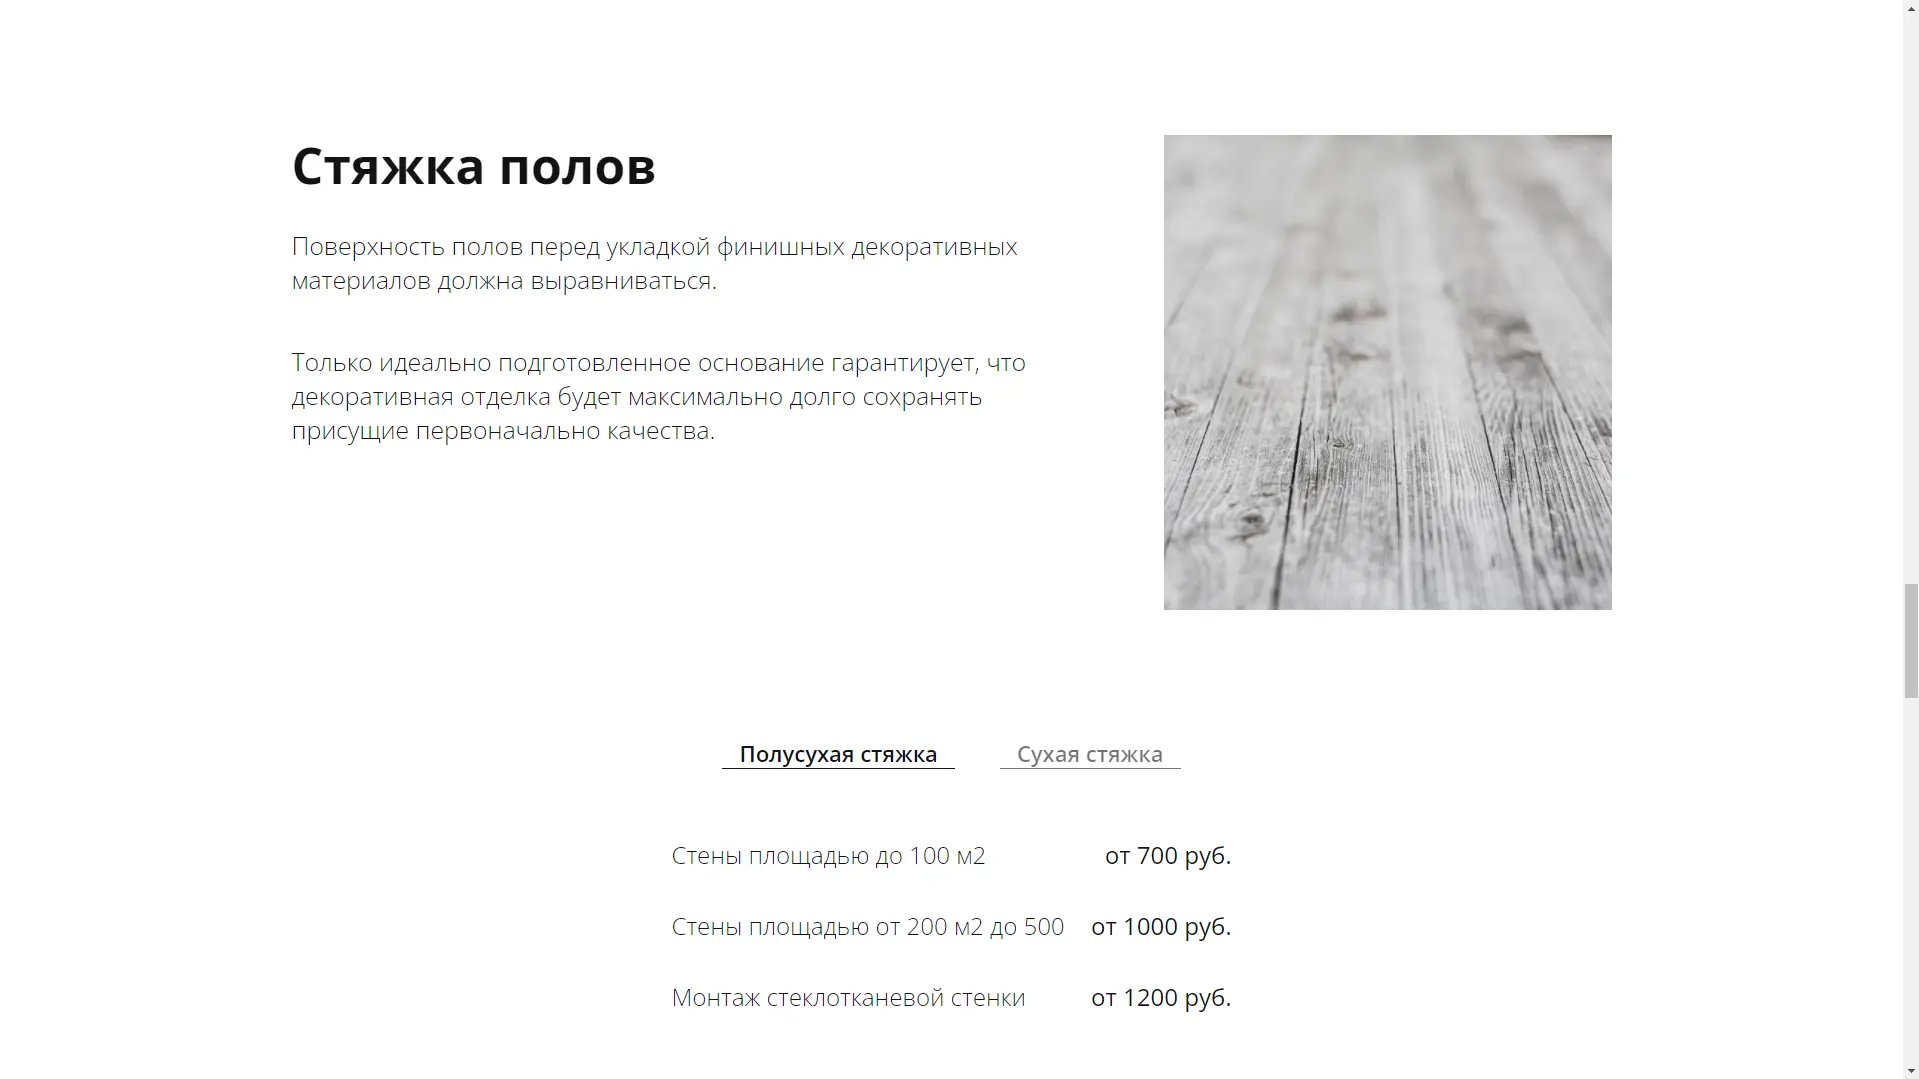 Стяжка полов
Поверхность полов перед укладкой финишных декоративных
материалов должна выравниваться.
Только идеально подготовленное основание гарантирует, что
декоративная отделка будет максимально долго сохранять
присущие первоначально качества.
Полусухая стяжка
Сухая стяжка
Стены площадью до 100 м2 от 700 руб.
Стены площадью от 200 м2 до 500 от 1000 руб.
Монтаж стеклотканевой стенки от 1200 руб.